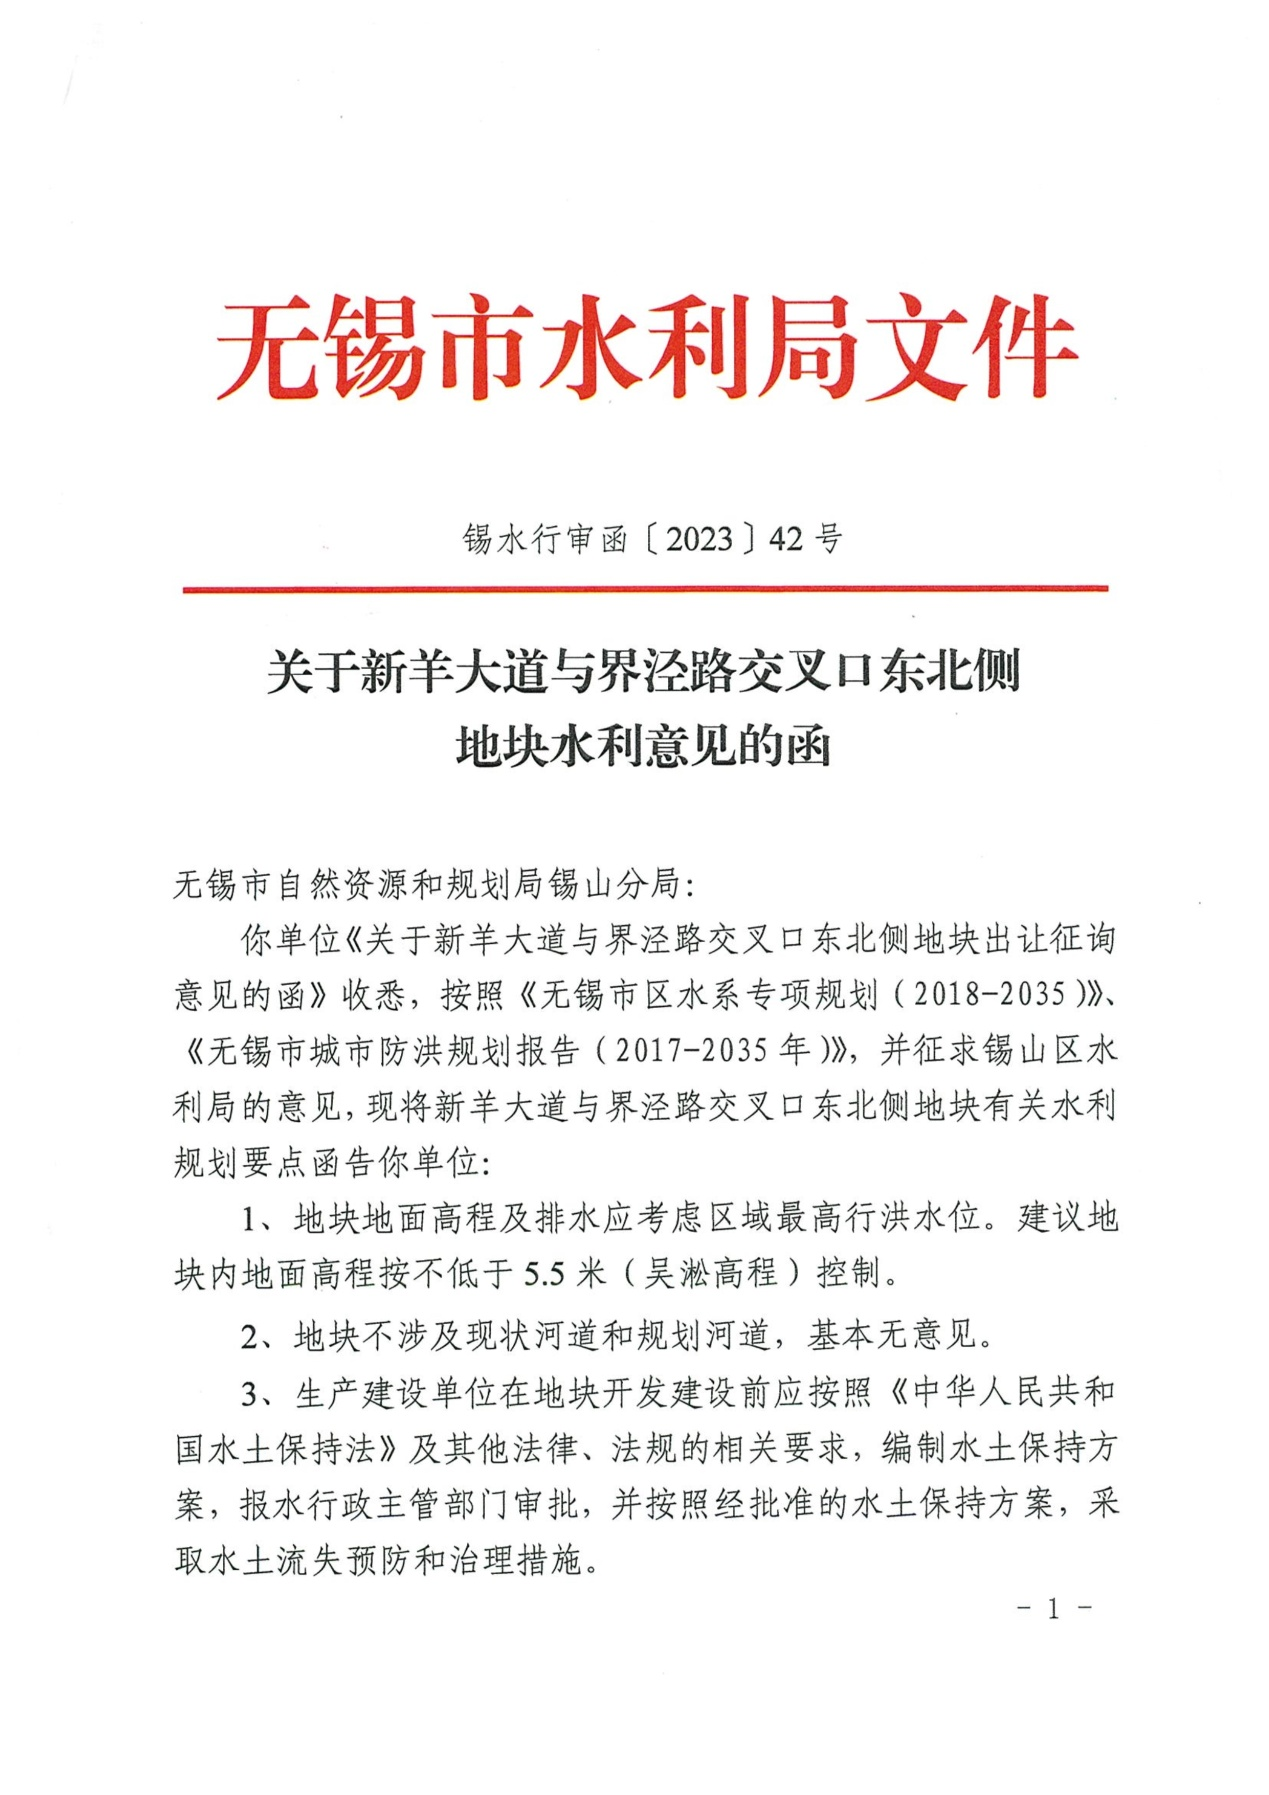 无锡市水利局文件
锡水行审函〔2023〕42 号
关于新羊大道与界泾路交叉口东北侧
地块水利意见的函
无锡市自然资源和规划局锡山分局：
你单位《关于新羊大道与界泾路交叉口东北侧地块出让征询
意见的函》收悉，按照《无锡市区水系专项规划（2018-2035）》、
《无锡市城市防洪规划报告（2017-2035 年）》，并征求锡山区水
利局的意见，现将新羊大道与界泾路交叉口东北侧地块有关水利
规划要点函告你单位：
1、地块地面高程及排水应考虑区域最高行洪水位。建议地
块内地面高程按不低于 5.5 米（吴淞高程）控制。
2、地块不涉及现状河道和规划河道，基本无意见。
3、生产建设单位在地块开发建设前应按照《中华人民共和
国水土保持法》及其他法律、法规的相关要求，编制水土保持方
案，报水行政主管部门审批，并按照经批准的水土保持方案，采
取水土流失预防和治理措施。
- 1 -